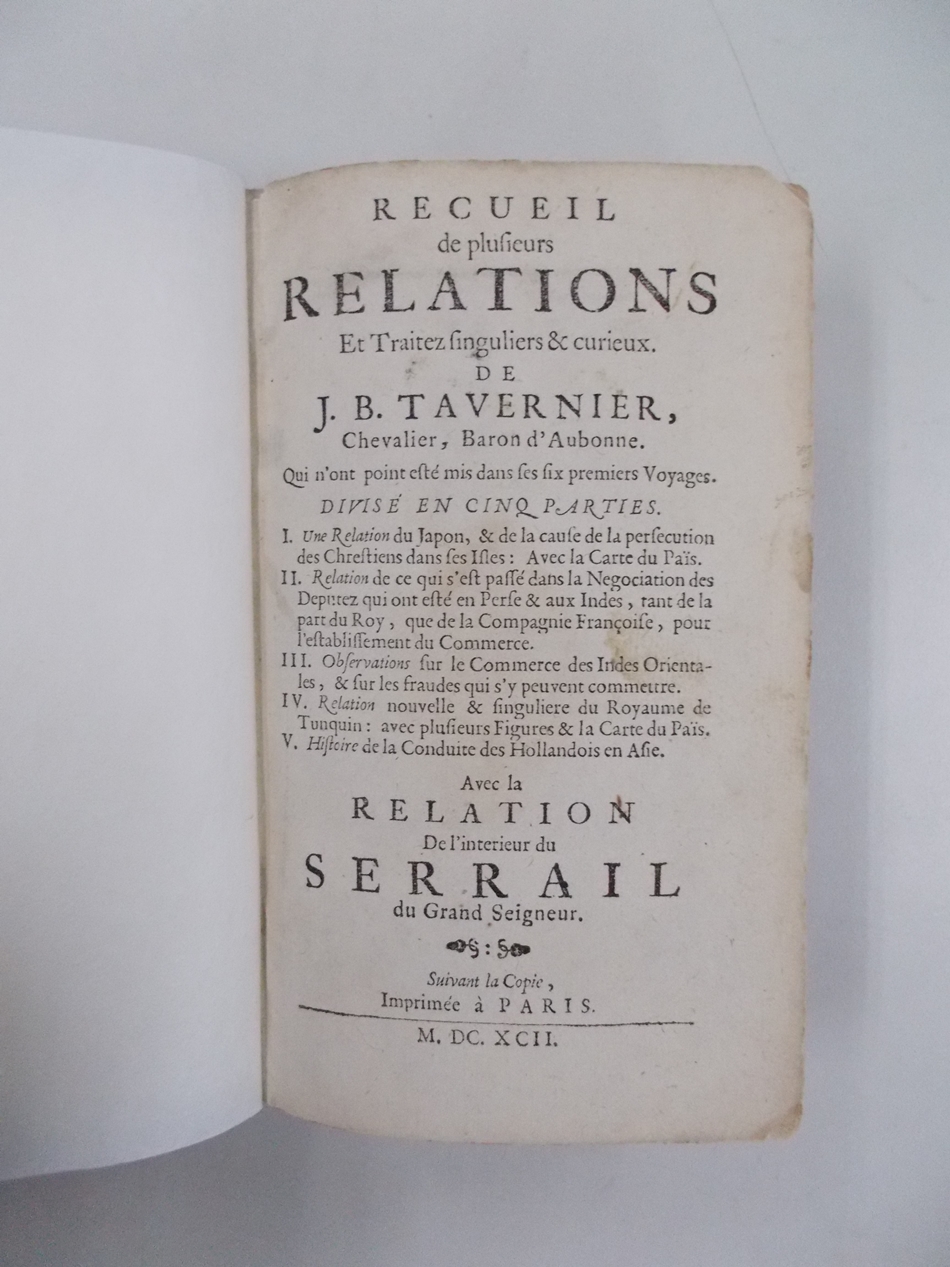 RECUEIL
de pluſieurs
RELATIONS
Et Traitez ſinguliers & curieux.
DE
J. B. TAVERNIER,
Chevalier, Baron d'Aubonne.
Qui n'ont point eſté mis dans ſes ſix premiers Voyages.
DIVISÉ EN CINQ PARTIES.
I. Une Relation du Japon, & de la cauſe de la perſecution
des Chreſtiens dans ſes Iſles : Avec la Carte du Païs.
II. Relation de ce qui s'eſt paſſé dans la Negociation des
Deputez qui ont eſté en Perſe & aux Indes, tant de la
part du Roy, que de la Compagnie Françoiſe, pour
l'eſtabliſſement du Commerce.
III. Obſervations ſur le Commerce des Indes Orienta-
les, & ſur les fraudes qui s'y peuvent commettre.
IV. Relation nouvelle & ſinguliere du Royaume de
Tunquin : avec pluſieurs Figures & la Carte du Païs.
V. Hiſtoire de la Conduite des Hollandois en Aſie.
Avec la
RELATION
De l'interieur du
SERRAIL
du Grand Seigneur.
Suivant la Copie,
Imprimée à PARIS.
M. DC. XCII.